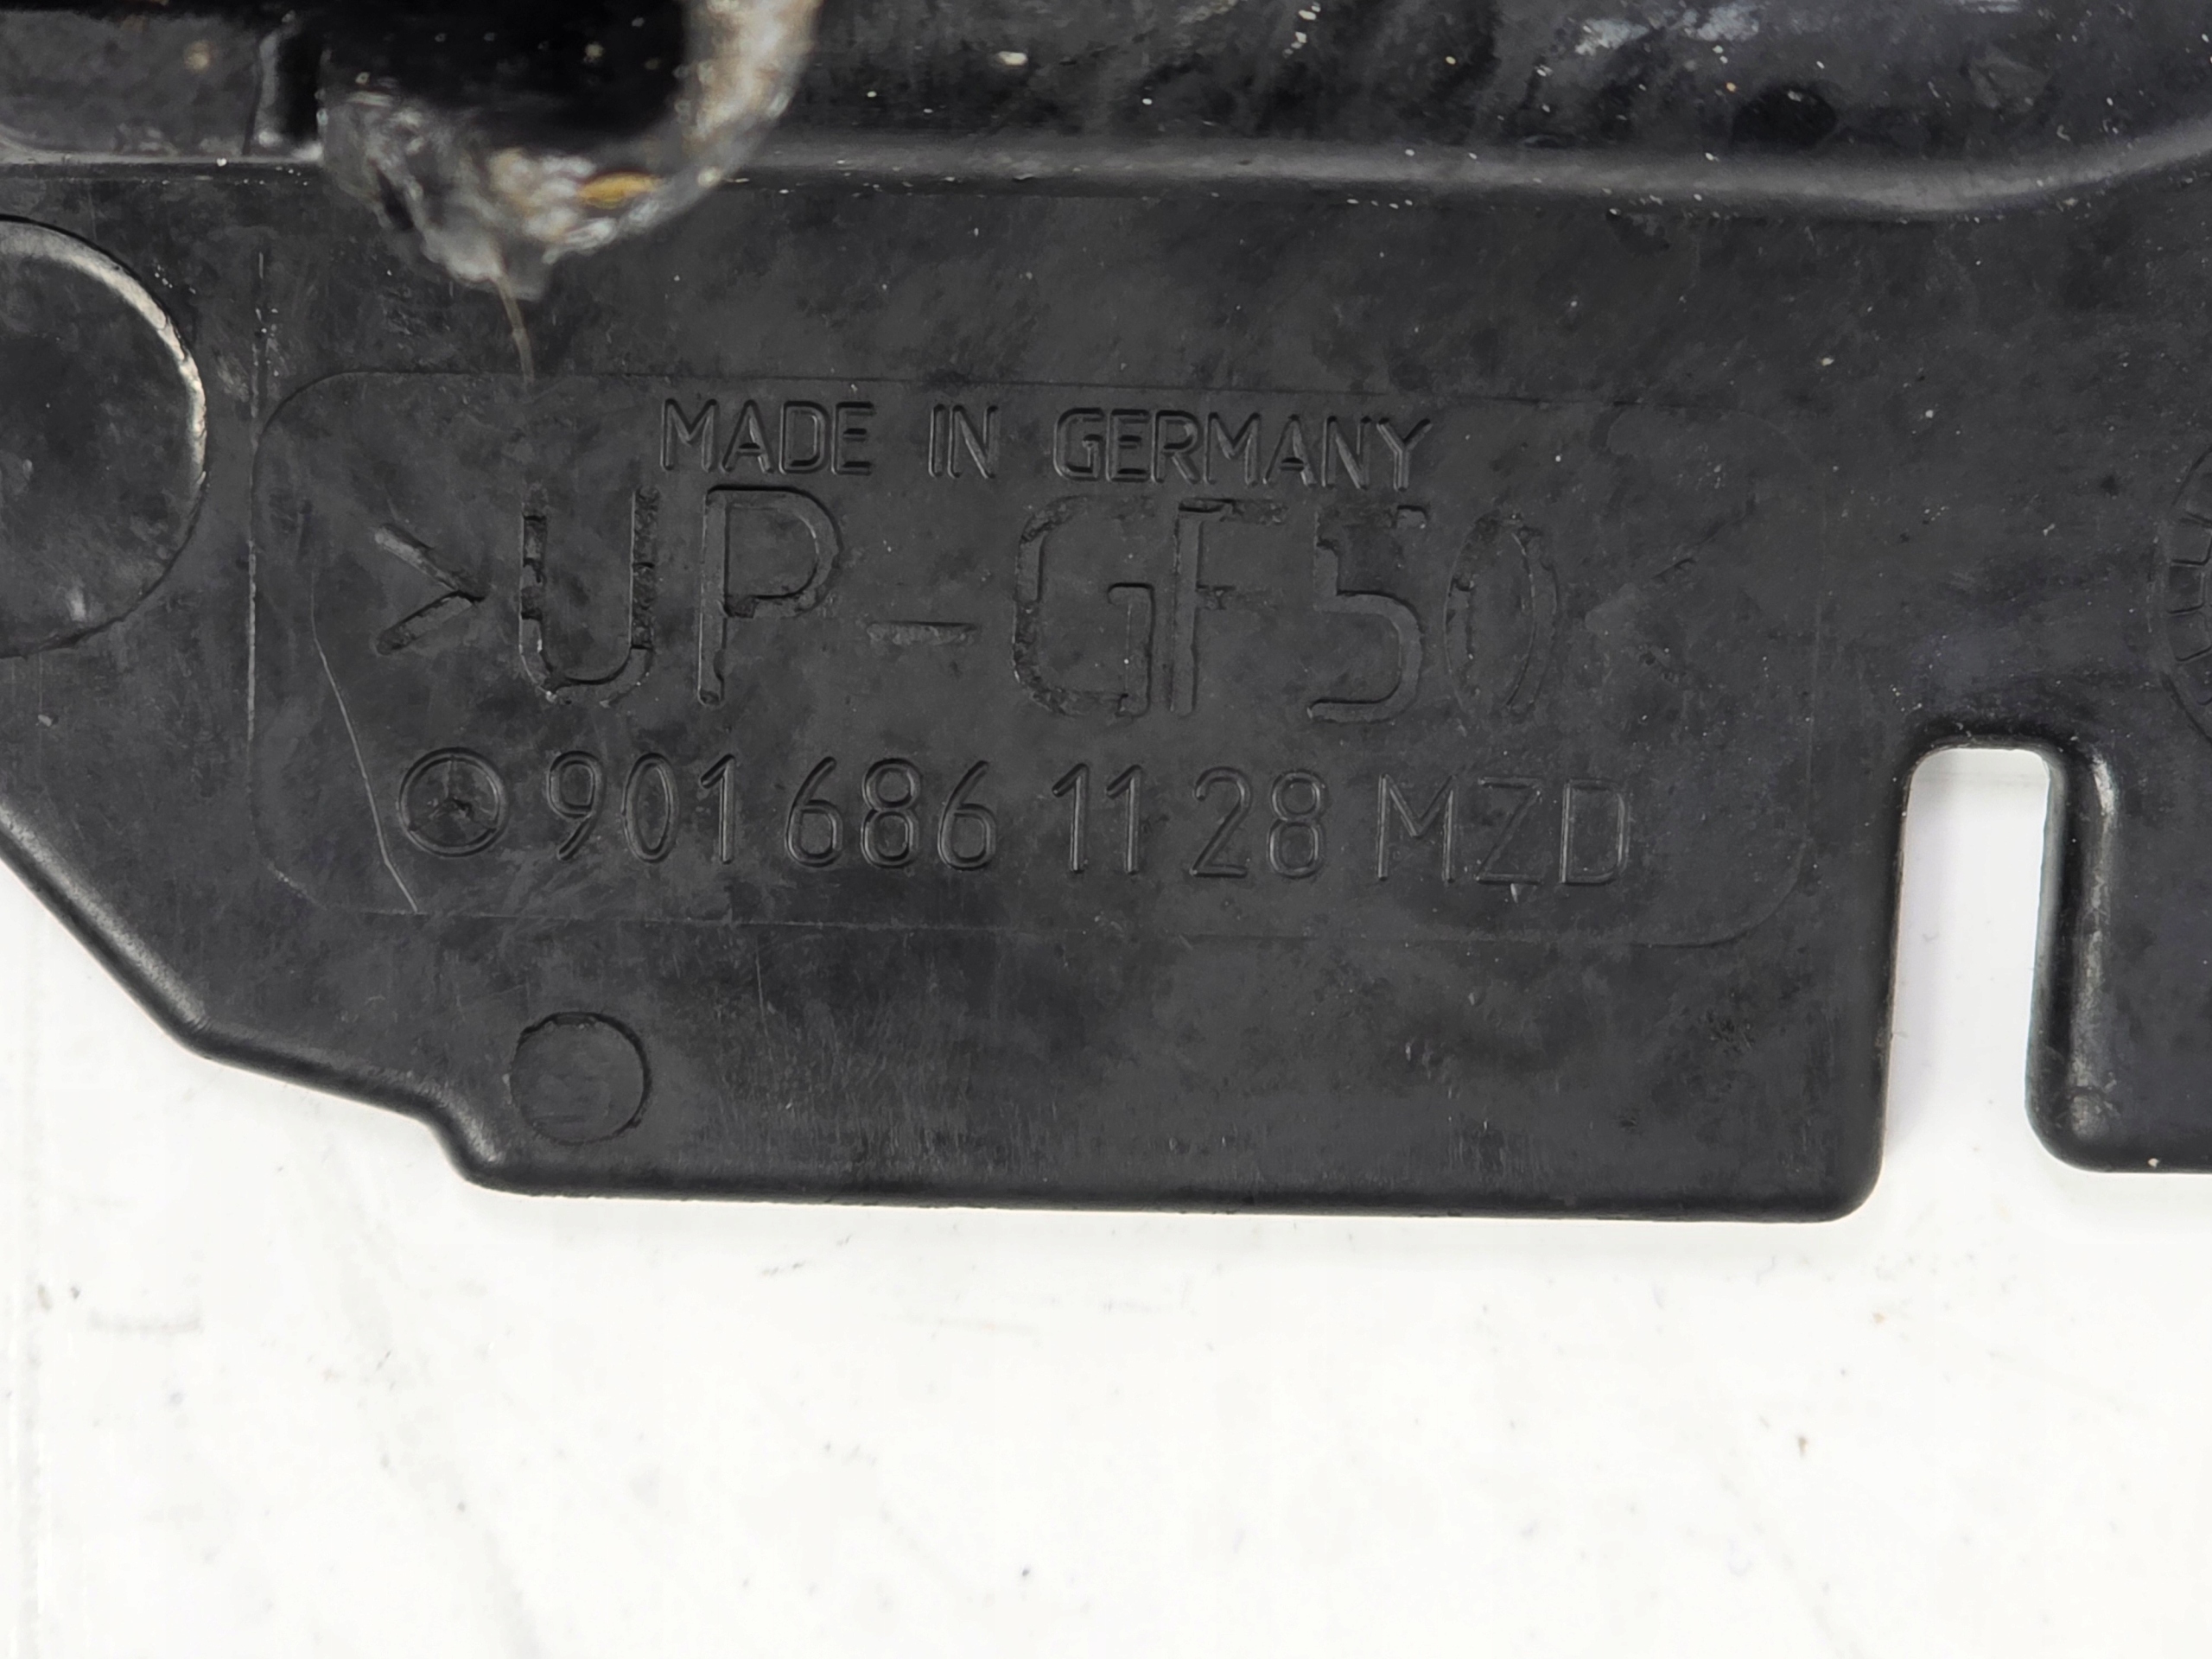 MADE IN GERMANY
>UP-GF50<
901 686 11 28 MZD